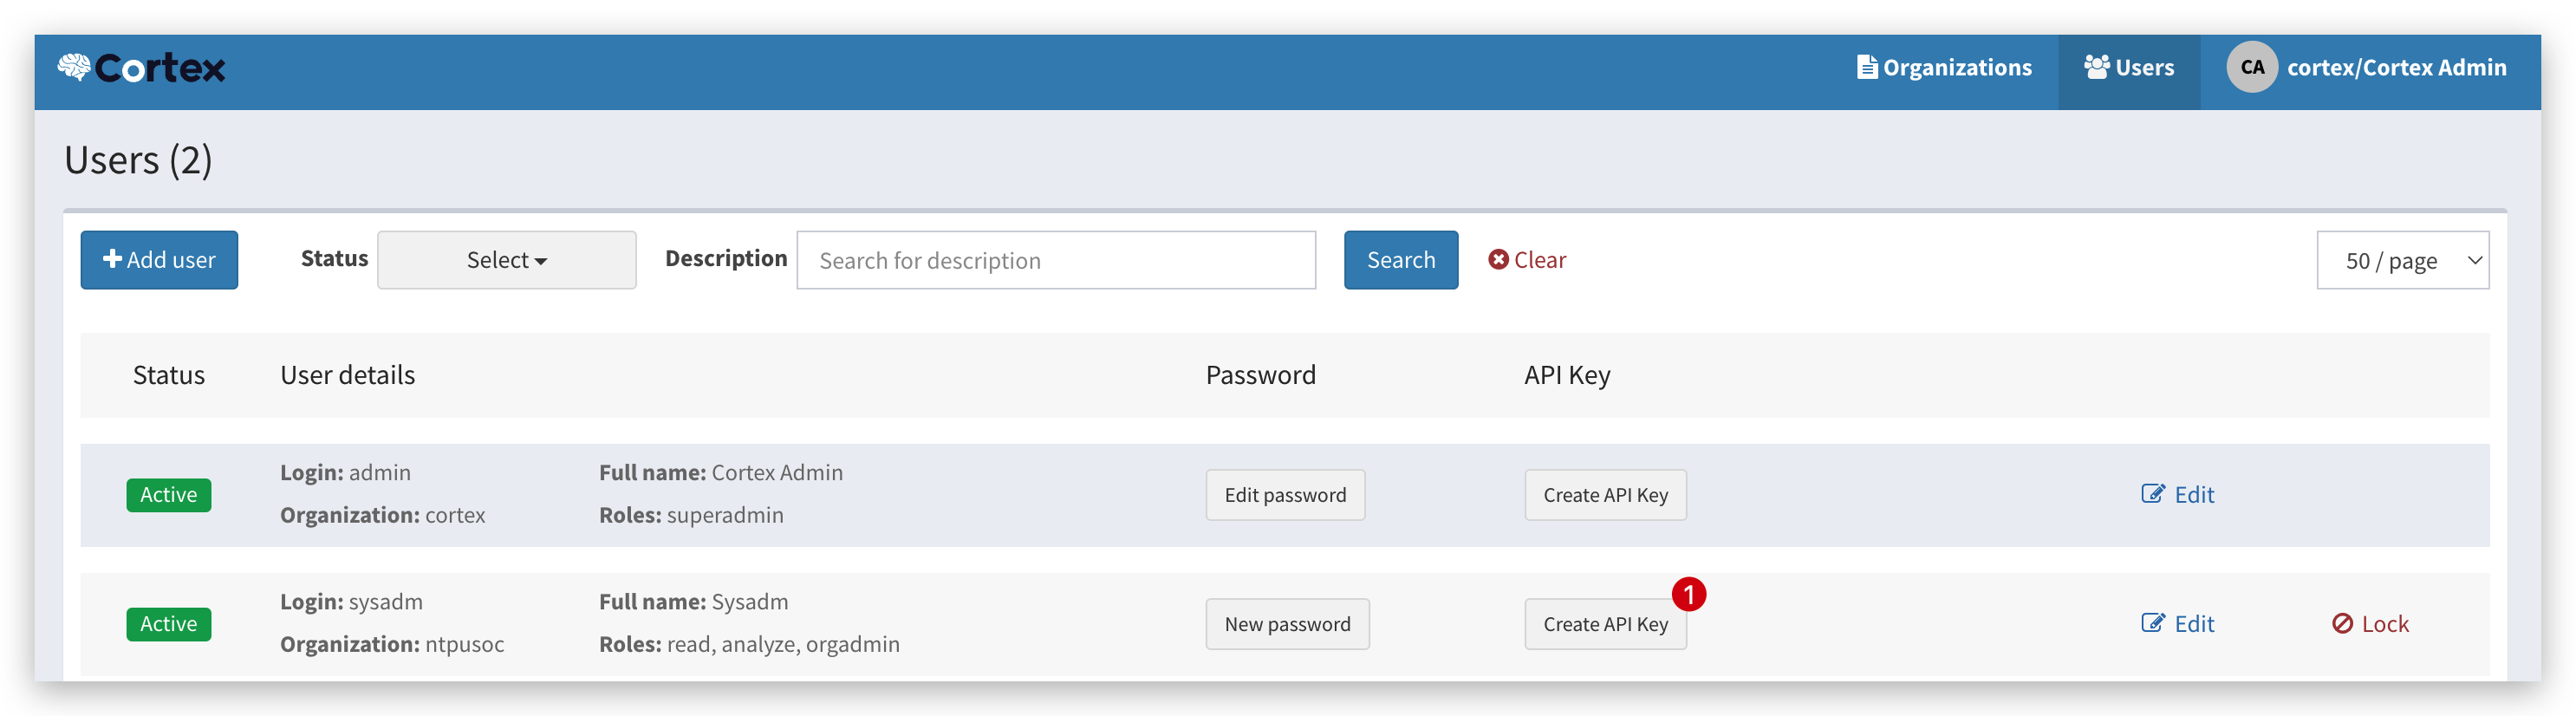 Cortex
Organizations
Users
CA
cortex/Cortex Admin
Users (2)
Add user
Status
Select
Description
Search for description
Search
Clear
50 / page
Status
User details
Password
API Key
Active
Login: admin
Full name: Cortex Admin
Organization: cortex
Roles: superadmin
Edit password
Create API Key
Edit
Active
Login: sysadm
Full name: Sysadm
Organization: ntpusoc
Roles: read, analyze, orgadmin
New password
Create API Key
1
Edit
Lock